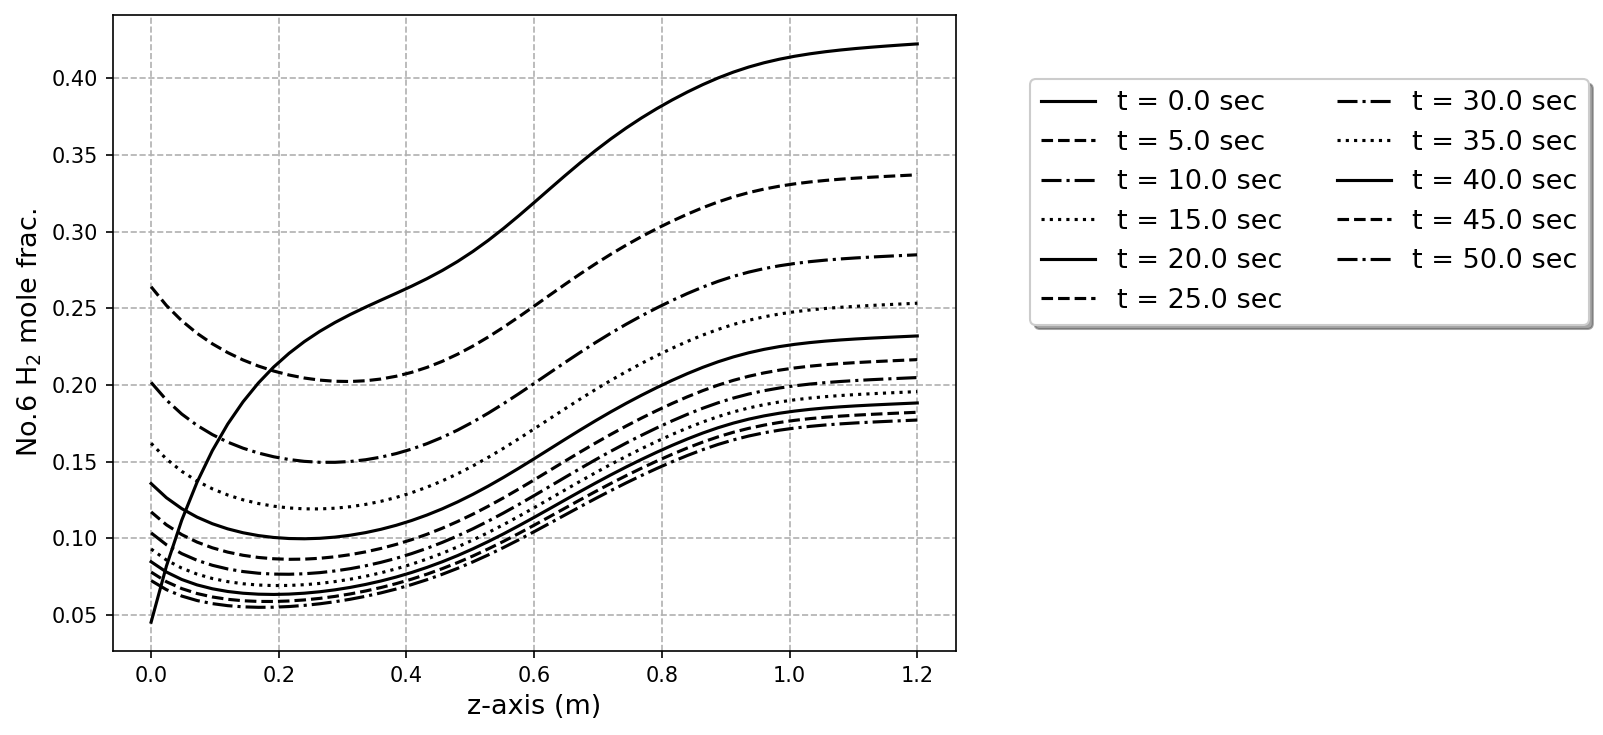 0.40
0.35
0.30
0.25
0.20
0.15
0.10
0.05
No.6 H₂ mole frac.
0.0 0.2 0.4 0.6 0.8 1.0 1.2
z-axis (m)
t = 0.0 sec
t = 5.0 sec
t = 10.0 sec
t = 15.0 sec
t = 20.0 sec
t = 25.0 sec
t = 30.0 sec
t = 35.0 sec
t = 40.0 sec
t = 45.0 sec
t = 50.0 sec